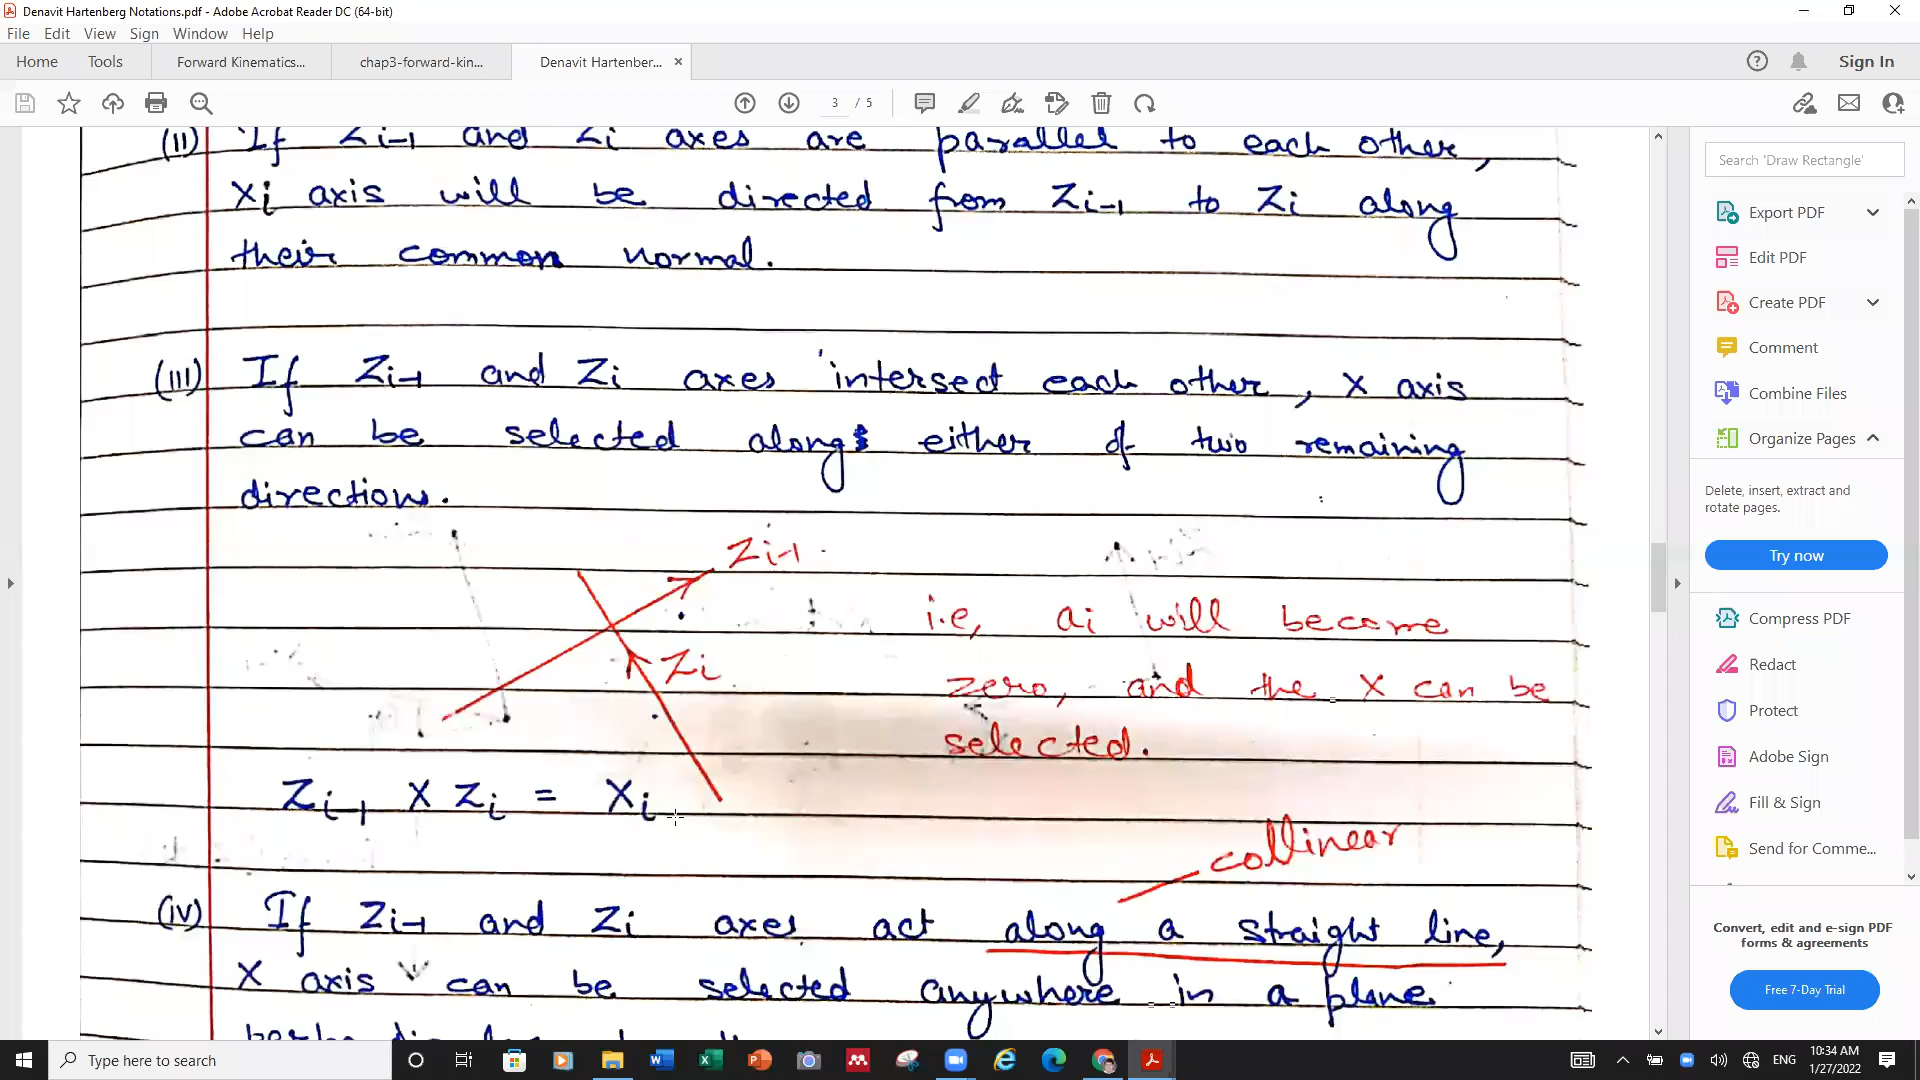 Denavit Hartenberg Notations.pdf - Adobe Acrobat Reader DC (64-bit)
File Edit View Sign Window Help
Home Tools Forward Kinematics... chap3-forward-kin... Denavit Hartenber... × Sign In
3 / 5
(II) If Zi-1 and Zi axes are parallel to each other,
Xi axis will be directed from Zi-1 to Zi along
their common normal.
(III) If Zi-1 and Zi axes intersect each other, X axis
can be selected along either of two remaining
directions.
Zi-1
Zi
i.e, ai will become
zero, and the X can be
selected.
Zi-1 X Zi = Xi
collinear
(IV) If Zi-1 and Zi axes act along a straight line,
X axis can be selected anywhere in a plane
Search 'Draw Rectangle'
Export PDF
Edit PDF
Create PDF
Comment
Combine Files
Organize Pages
Delete, insert, extract and
rotate pages.
Try now
Compress PDF
Redact
Protect
Adobe Sign
Fill & Sign
Send for Comme...
Convert, edit and e-sign PDF
forms & agreements
Free 7-Day Trial
Type here to search
ENG
10:34 AM
1/27/2022